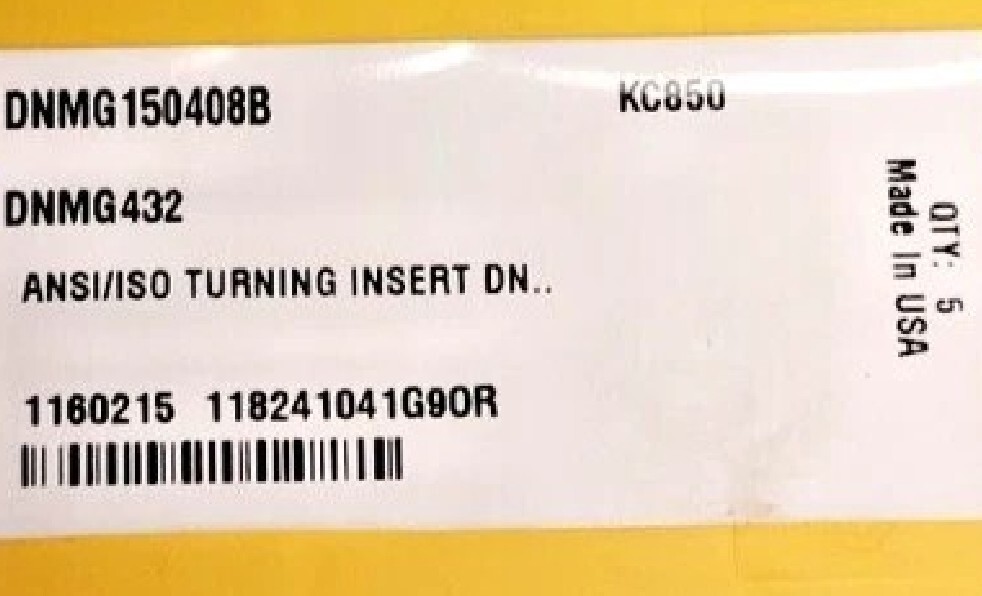 DNMG150408B
KC850
DNMG432
ANSI/ISO TURNING INSERT DN..
1160215 118241041G9OR
QTY: 5
Made In USA